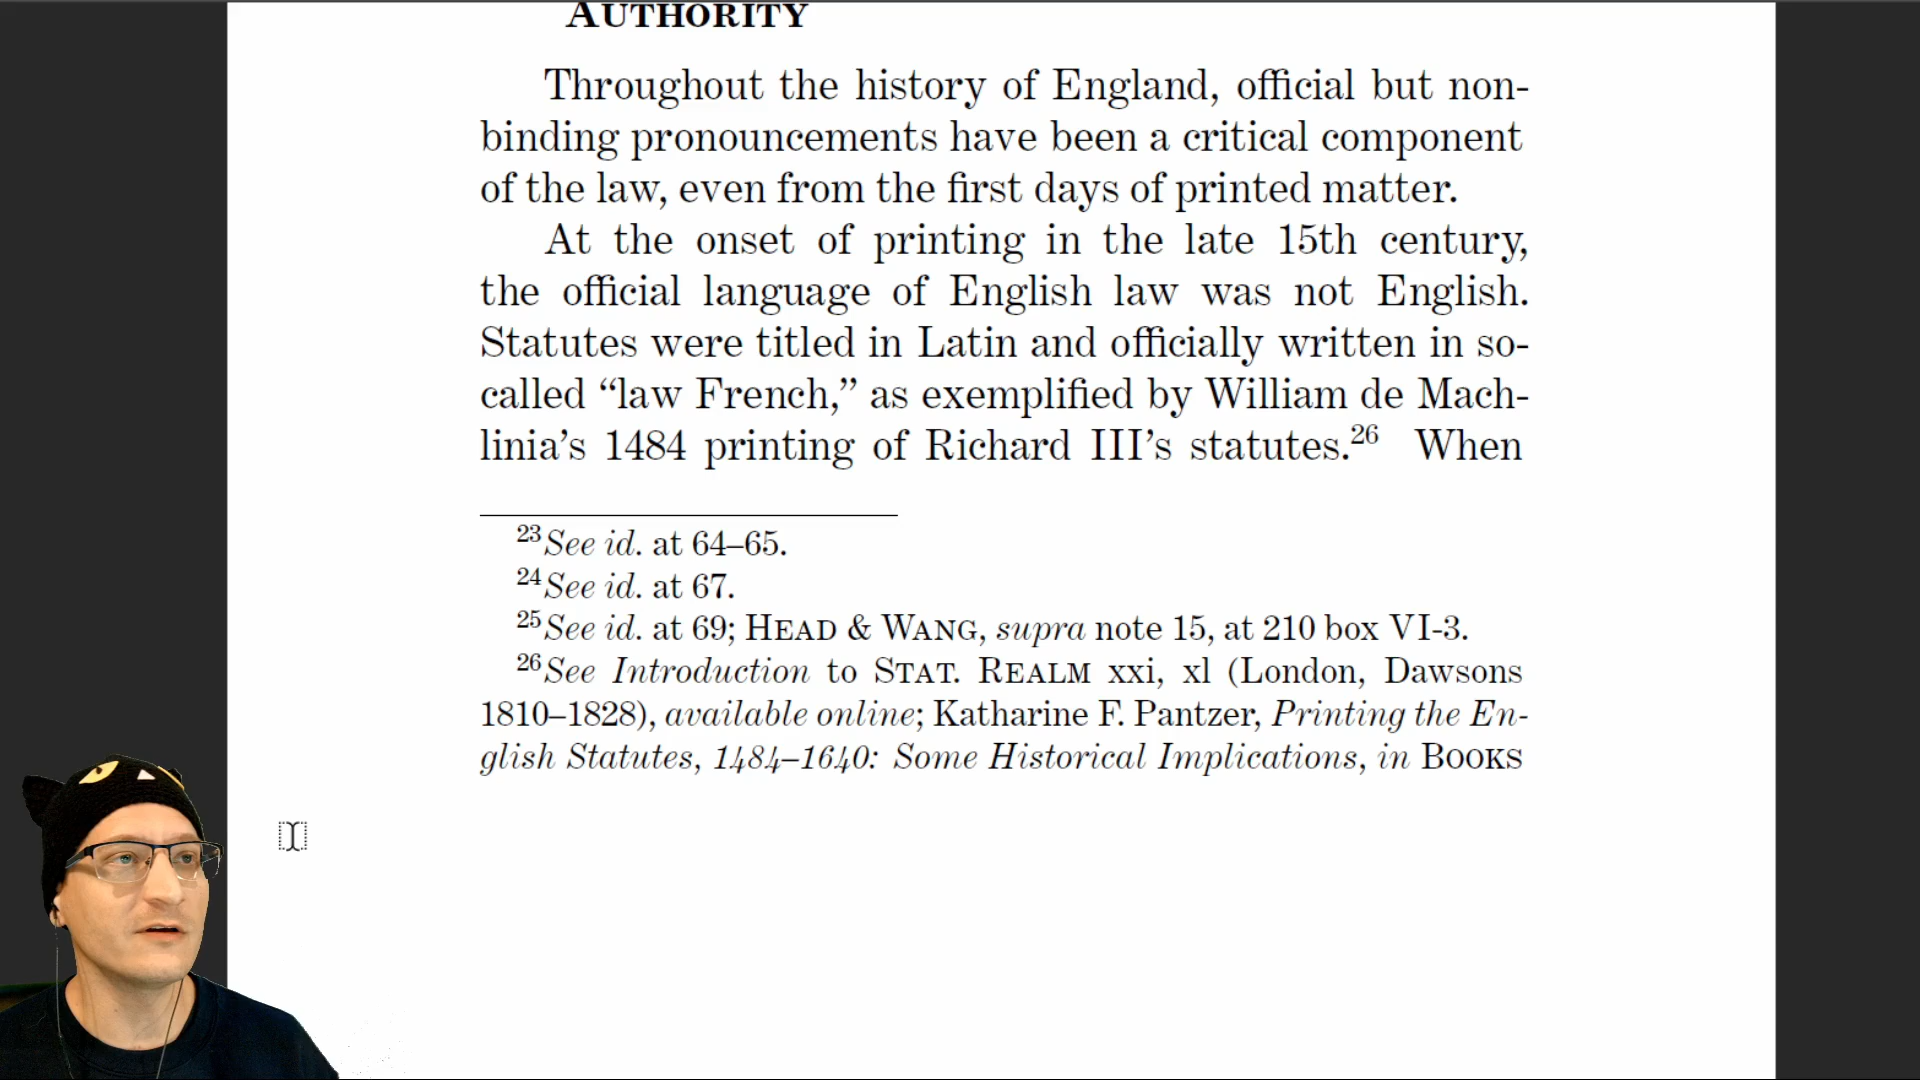 AUTHORITY
Throughout the history of England, official but non-
binding pronouncements have been a critical component
of the law, even from the first days of printed matter.
At the onset of printing in the late 15th century,
the official language of English law was not English.
Statutes were titled in Latin and officially written in so-
called “law French,” as exemplified by William de Mach-
linia’s 1484 printing of Richard III’s statutes.26 When
23 See id. at 64–65.
24 See id. at 67.
25 See id. at 69; HEAD & WANG, supra note 15, at 210 box VI-3.
26 See Introduction to STAT. REALM xxi, xl (London, Dawsons
1810–1828), available online; Katharine F. Pantzer, Printing the En-
glish Statutes, 1484–1640: Some Historical Implications, in BOOKS